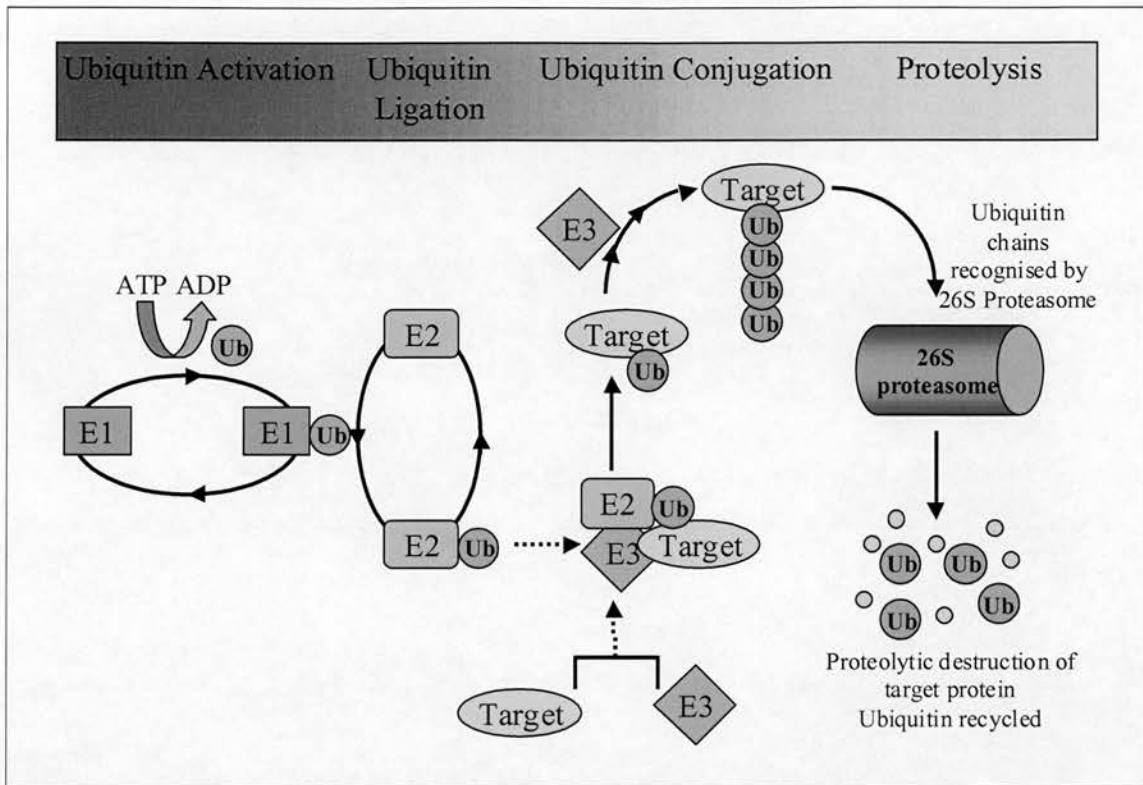 Ubiquitin Activation
Ubiquitin
Ligation
Ubiquitin Conjugation
Proteolysis
ATP ADP
Ub
E1
E1
Ub
E2
E2
Ub
E3
Target
Ub
Ub
Ub
Ub
Target
Ub
E2
Ub
E3
Target
Target
E3
Ubiquitin
chains
recognised by
26S Proteasome
26S
proteasome
Ub
Ub
Ub
Ub
Proteolytic destruction of
target protein
Ubiquitin recycled